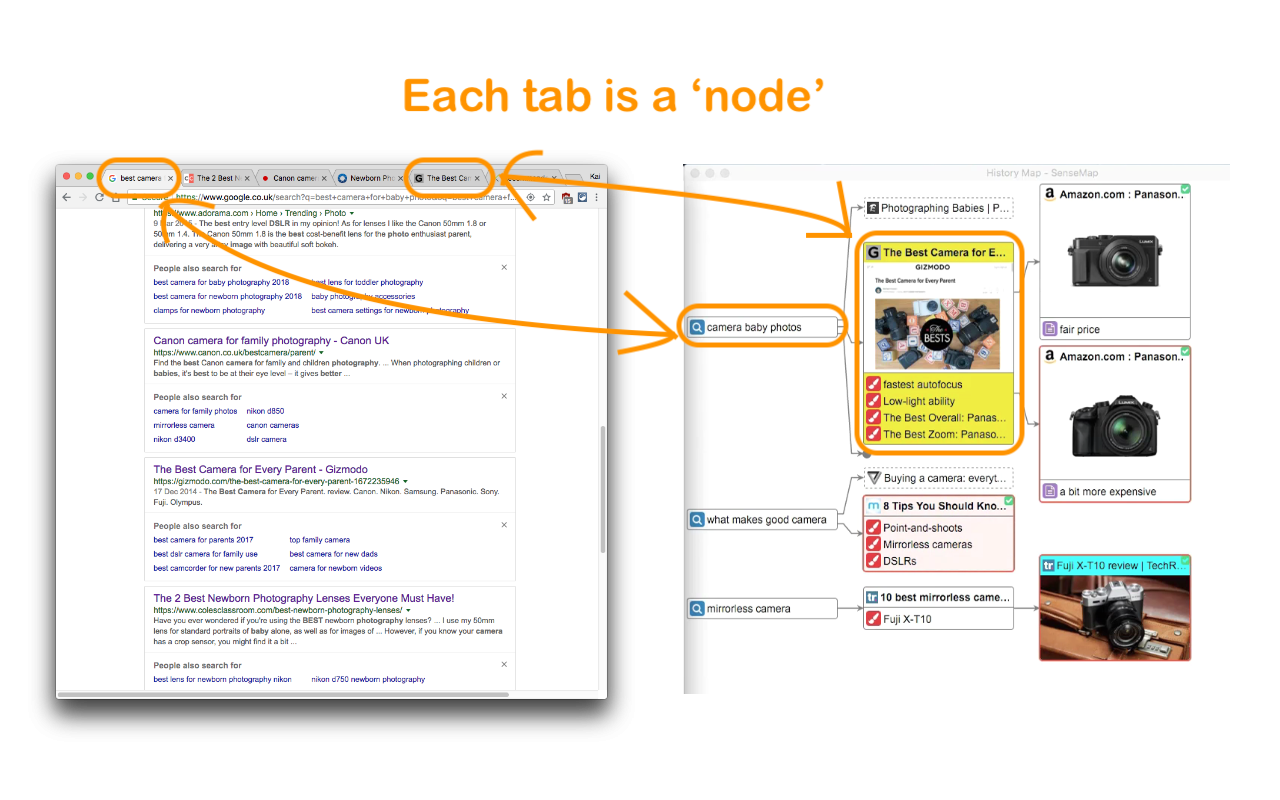 Each tab is a ‘node’
best camera
The 2 Best N
Canon camer
Newborn Pho
The Best Can
Kai
https://www.google.co.uk/search?q=best+camera+for+baby+
History Map - SenseMap
https://www.adorama.com › Home › Trending › Photo
The best entry level DSLR in my opinion! As for lenses I like the Canon 50mm 1.8 or
50mm 1.4. The Canon 50mm 1.8 is the best cost-benefit lens for the photo enthusiast parent,
delivering a very image with beautiful soft bokeh.
People also search for
best camera for baby photography 2018
best lens for toddler photography
best camera for newborn photography 2018
baby photography accessories
clamps for newborn photography
best camera settings for newborn photography
Canon camera for family photography - Canon UK
https://www.canon.co.uk/bestcamera/parent/
Find the best Canon camera for family and children photography. ... When photographing children or
babies, it's best to be at their eye level – it gives better ...
People also search for
camera for family photos
nikon d850
mirrorless camera
canon cameras
nikon d3400
dslr camera
The Best Camera for Every Parent - Gizmodo
https://gizmodo.com/the-best-camera-for-every-parent-1672235946
17 Dec 2014 - The Best Camera for Every Parent. review. Canon. Nikon. Samsung. Panasonic. Sony.
Fuji. Olympus.
People also search for
best camera for parents 2017
top family camera
best dslr camera for family use
best camera for new dads
best camcorder for new parents 2017
camera for newborn videos
The 2 Best Newborn Photography Lenses Everyone Must Have!
https://www.colesclassroom.com/best-newborn-photography-lenses/
Have you ever wondered if you're using the BEST newborn photography lenses? ... I use my 50mm
lens for standard portraits of baby alone, as well as for images of ... However, if you know your camera
has a crop sensor, you might find it a bit ...
People also search for
best lens for newborn photography nikon
nikon d750 newborn photography
camera baby photos
what makes good camera
mirrorless camera
Photographing Babies | P...
The Best Camera for E...
GIZMODO
The Best Camera for Every Parent
The
BESTS
fastest autofocus
Low-light ability
The Best Overall: Panas...
The Best Zoom: Panaso...
Buying a camera: everyt...
8 Tips You Should Kno...
Point-and-shoots
Mirrorless cameras
DSLRs
10 best mirrorless came...
Fuji X-T10
Amazon.com : Panason..
fair price
Amazon.com : Panason..
LUMIX
a bit more expensive
Fuji X-T10 review | TechR...